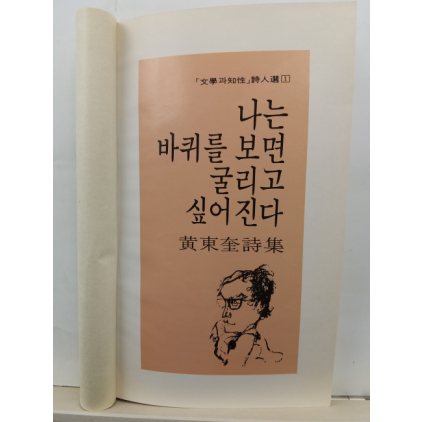 「文學과知性」詩人選 1
나는
바퀴를 보면
굴리고
싶어진다
黃東奎詩集